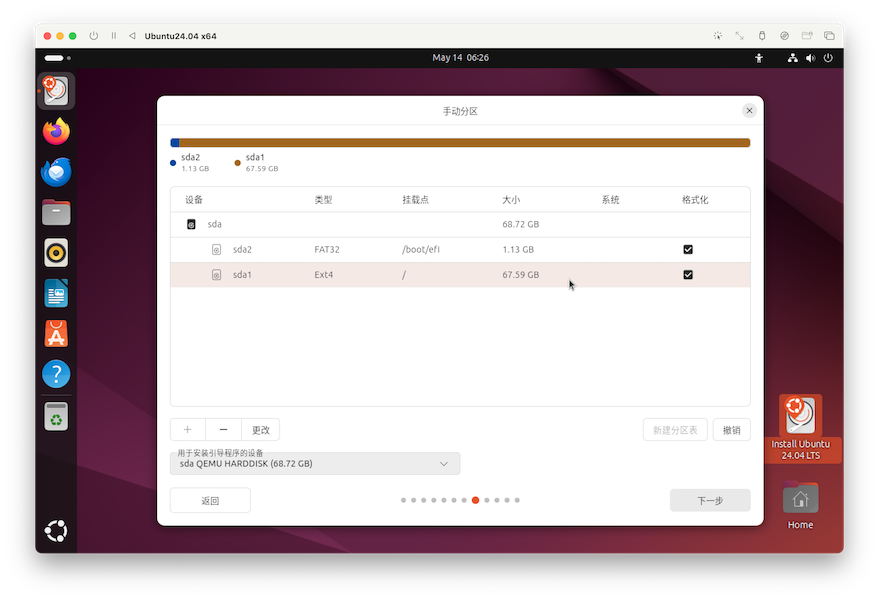 Ubuntu24.04 x64
May 14 06:26
手动分区
sda2
1.13 GB
sda1
67.59 GB
设备 类型 挂载点 大小 系统 格式化
sda 68.72 GB
sda2 FAT32 /boot/efi 1.13 GB
sda1 Ext4 / 67.59 GB
+ − 更改 新建分区表 撤销
用于安装引导程序的设备
sda QEMU HARDDISK (68.72 GB)
返回 下一步
Install Ubuntu
24.04 LTS
Home